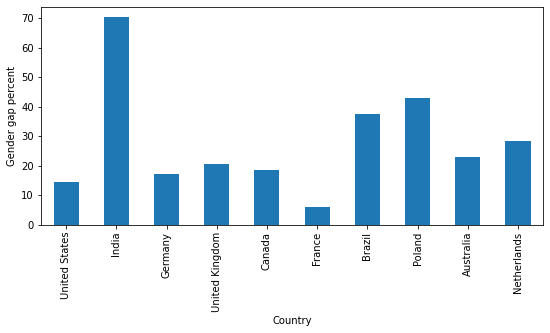 70
60
50
40
30
20
10
0
Gender gap percent
United States
India
Germany
United Kingdom
Canada
France
Brazil
Poland
Australia
Netherlands
Country